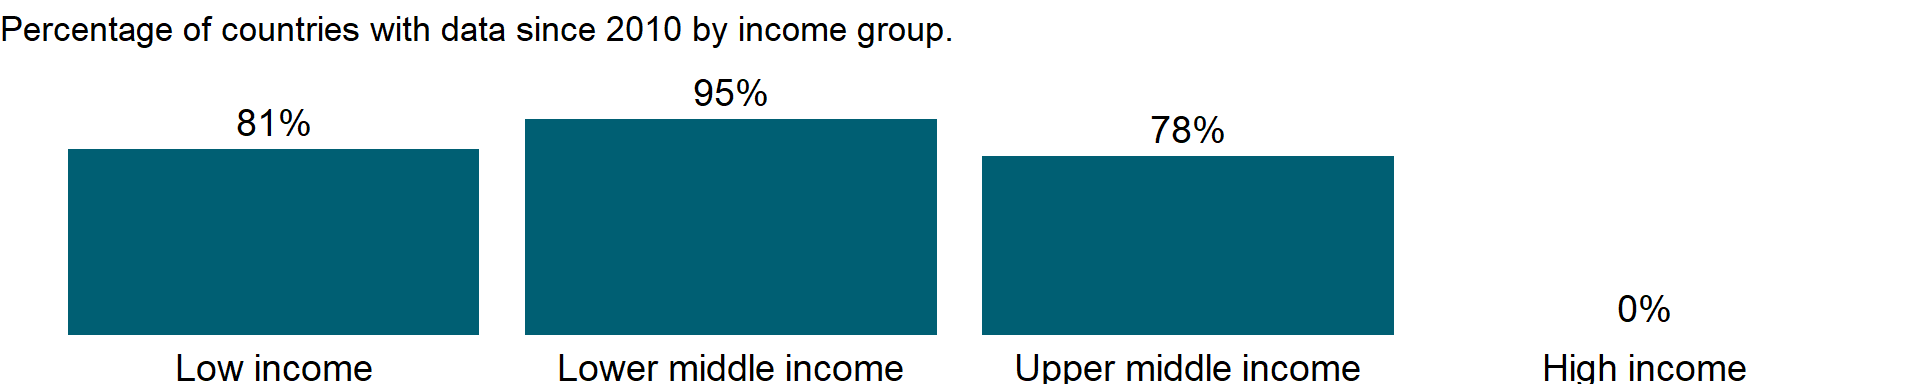 Percentage of countries with data since 2010 by income group.
81%
95%
78%
0%
Low income
Lower middle income
Upper middle income
High income